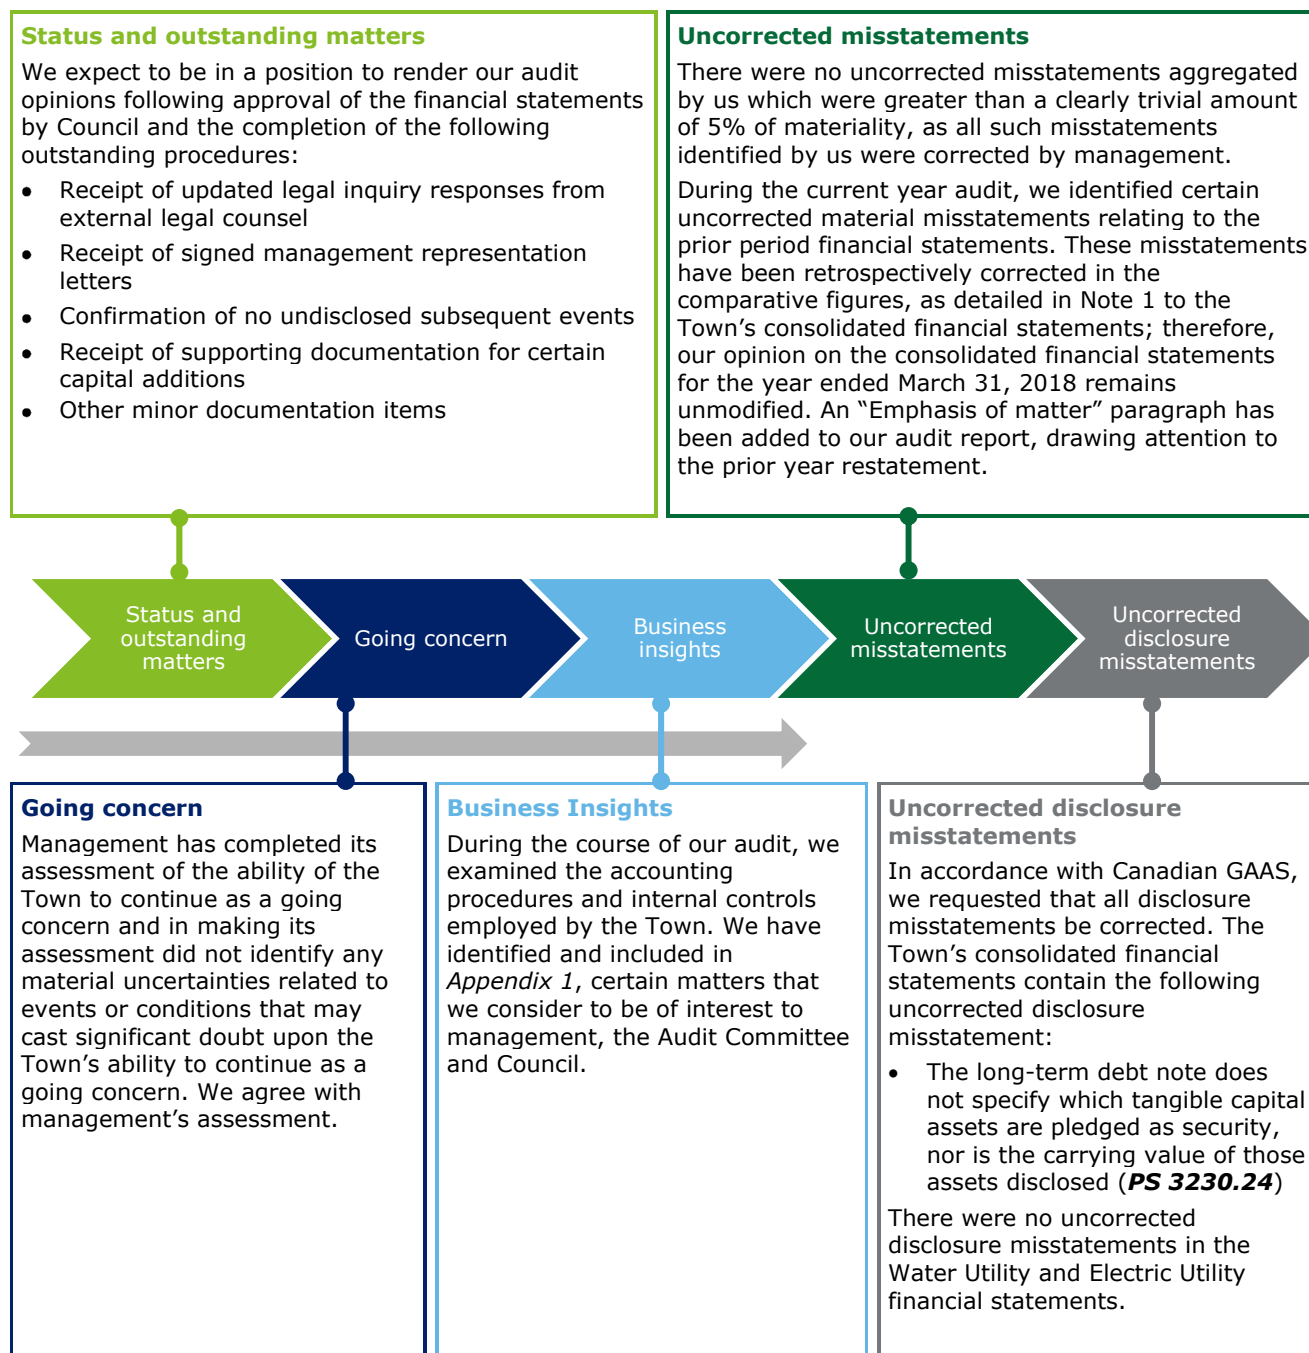 Status and outstanding matters
We expect to be in a position to render our audit
opinions following approval of the financial statements
by Council and the completion of the following
outstanding procedures:
• Receipt of updated legal inquiry responses from
external legal counsel
• Receipt of signed management representation
letters
• Confirmation of no undisclosed subsequent events
• Receipt of supporting documentation for certain
capital additions
• Other minor documentation items
Uncorrected misstatements
There were no uncorrected misstatements aggregated
by us which were greater than a clearly trivial amount
of 5% of materiality, as all such misstatements
identified by us were corrected by management.
During the current year audit, we identified certain
uncorrected material misstatements relating to the
prior period financial statements. These misstatements
have been retrospectively corrected in the
comparative figures, as detailed in Note 1 to the
Town’s consolidated financial statements; therefore,
our opinion on the consolidated financial statements
for the year ended March 31, 2018 remains
unmodified. An “Emphasis of matter” paragraph has
been added to our audit report, drawing attention to
the prior year restatement.
Status and
outstanding
matters
Going concern
Business
insights
Uncorrected
misstatements
Uncorrected
disclosure
misstatements
Going concern
Management has completed its
assessment of the ability of the
Town to continue as a going
concern and in making its
assessment did not identify any
material uncertainties related to
events or conditions that may
cast significant doubt upon the
Town’s ability to continue as a
going concern. We agree with
management’s assessment.
Business Insights
During the course of our audit, we
examined the accounting
procedures and internal controls
employed by the Town. We have
identified and included in
Appendix 1, certain matters that
we consider to be of interest to
management, the Audit Committee
and Council.
Uncorrected disclosure
misstatements
In accordance with Canadian GAAS,
we requested that all disclosure
misstatements be corrected. The
Town’s consolidated financial
statements contain the following
uncorrected disclosure
misstatement:
• The long-term debt note does
not specify which tangible capital
assets are pledged as security,
nor is the carrying value of those
assets disclosed (PS 3230.24)
There were no uncorrected
disclosure misstatements in the
Water Utility and Electric Utility
financial statements.